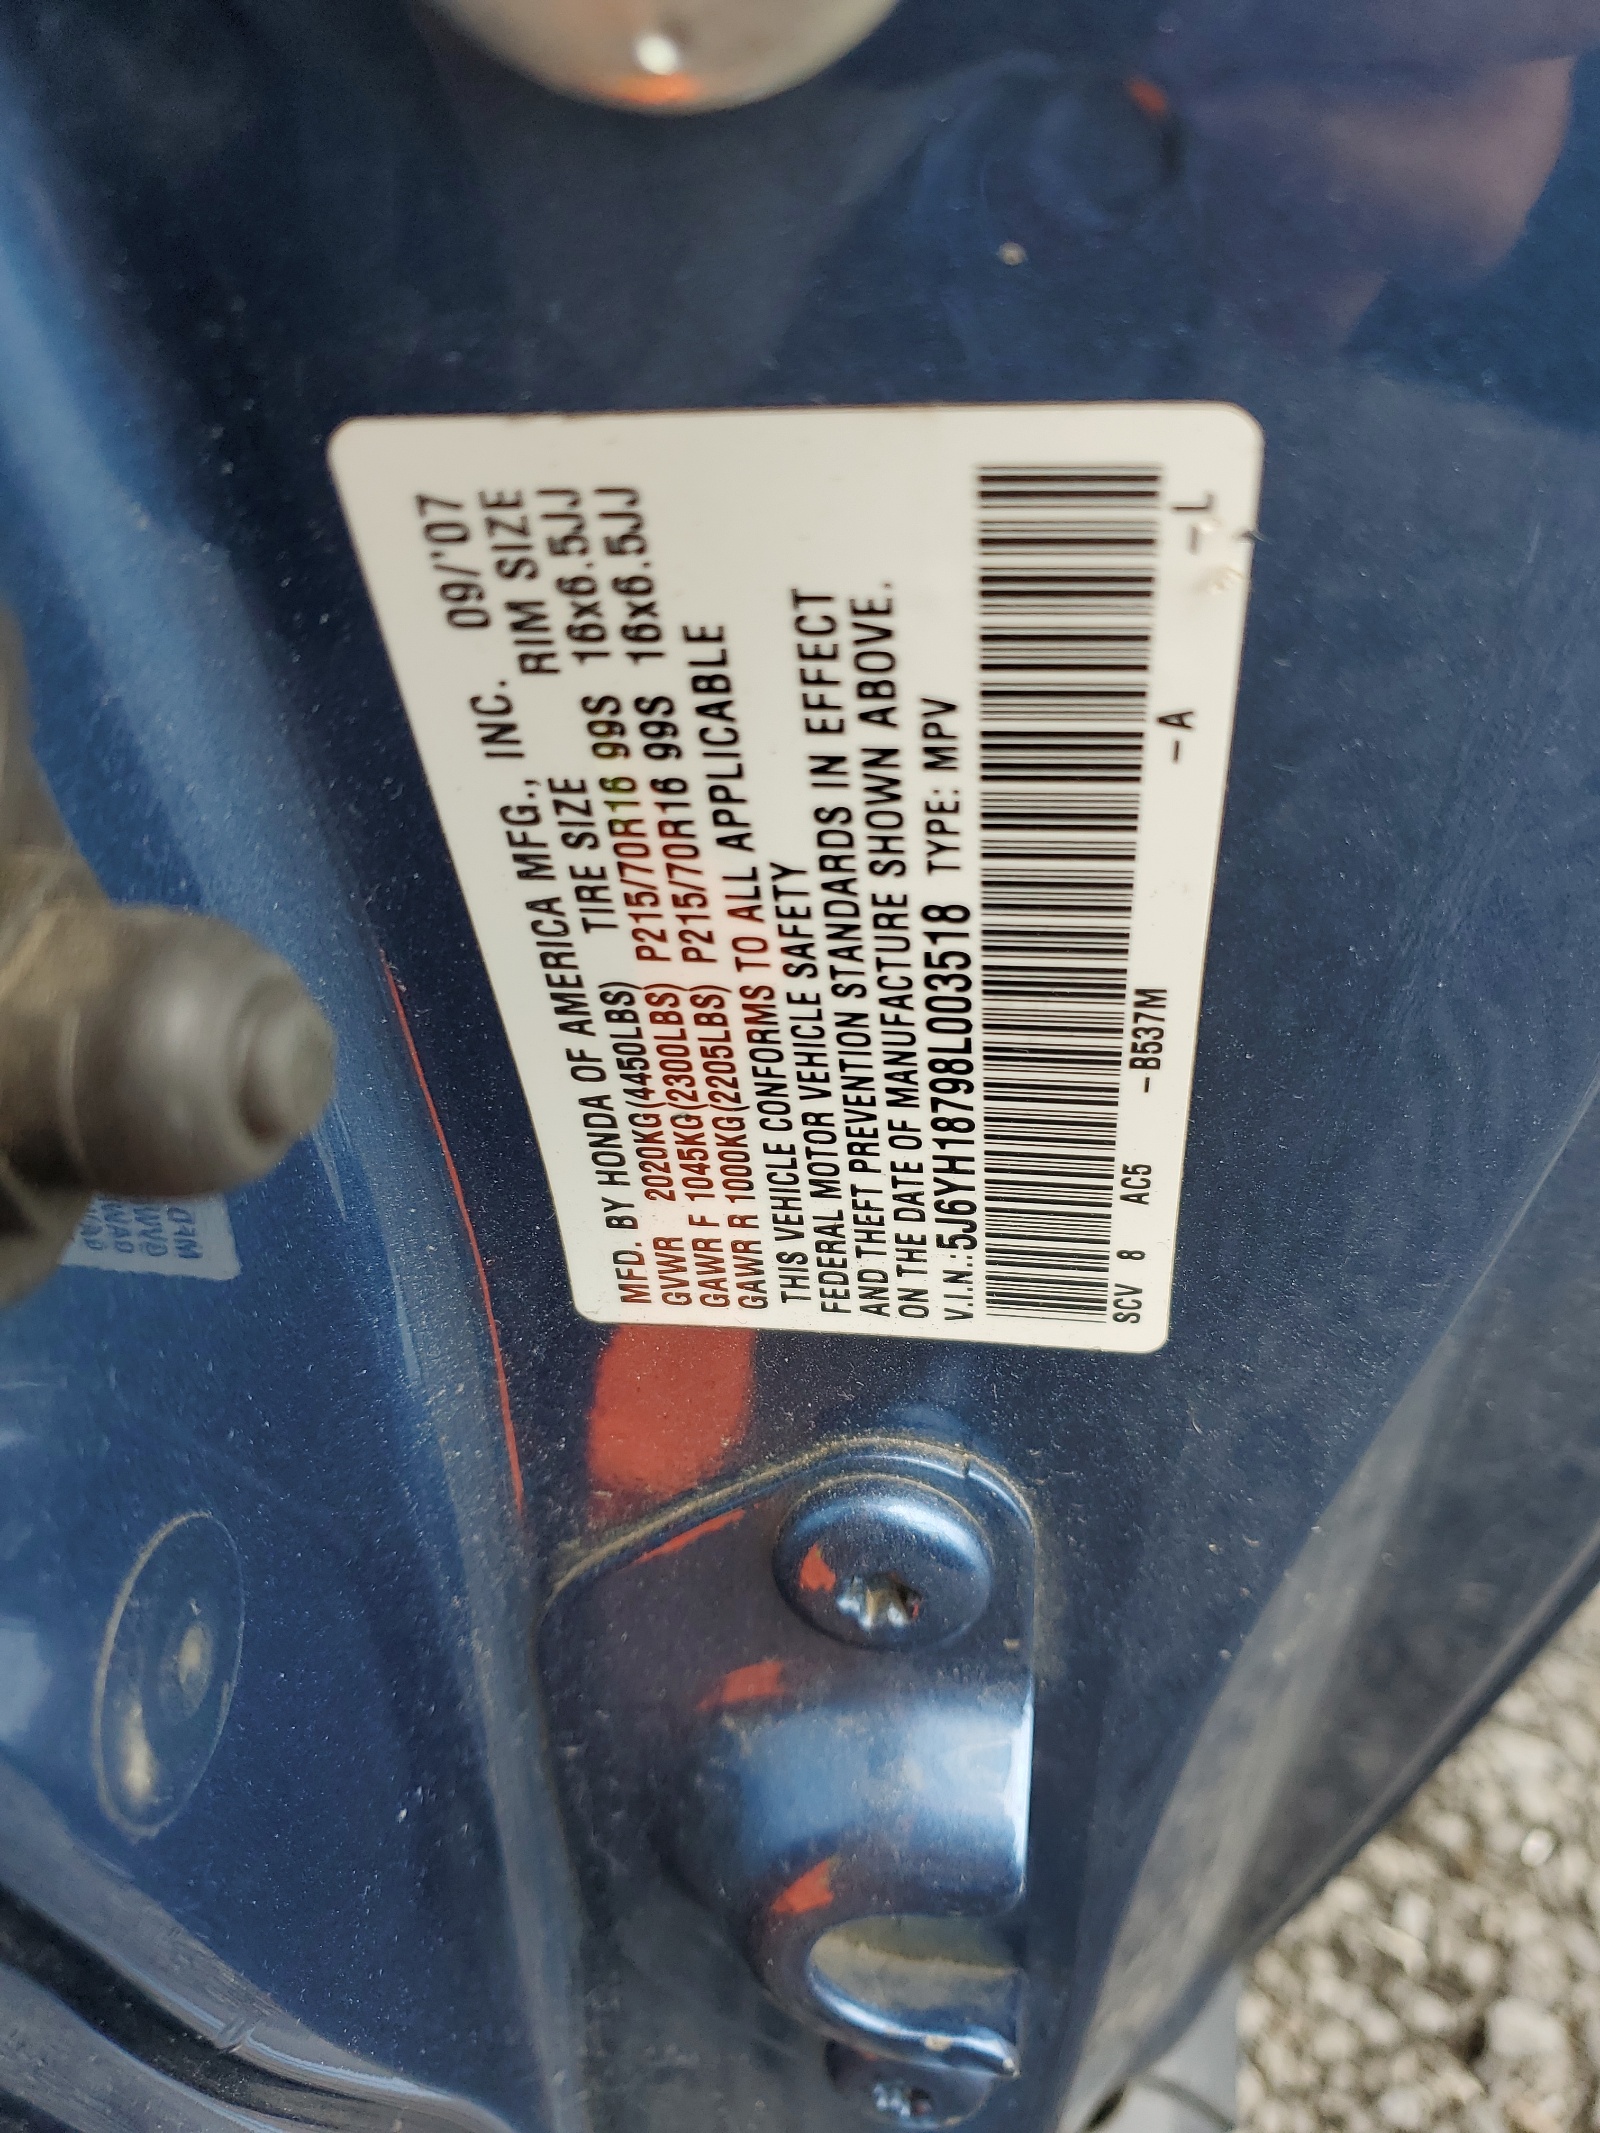 MFD. BY HONDA OF AMERICA MFG., INC. 09/'07
TIRE SIZE RIM SIZE
GVWR 2020KG(4450LBS) P215/70R16 99S 16x6.5JJ
GAWR F 1045KG(2300LBS) P215/70R16 99S 16x6.5JJ
GAWR R 1000KG(2205LBS)
THIS VEHICLE CONFORMS TO ALL APPLICABLE
FEDERAL MOTOR VEHICLE SAFETY
AND THEFT PREVENTION STANDARDS IN EFFECT
ON THE DATE OF MANUFACTURE SHOWN ABOVE.
V.I.N.:5J6YH18798L003518 TYPE: MPV
SCV 8 AC5 -B537M -A -L